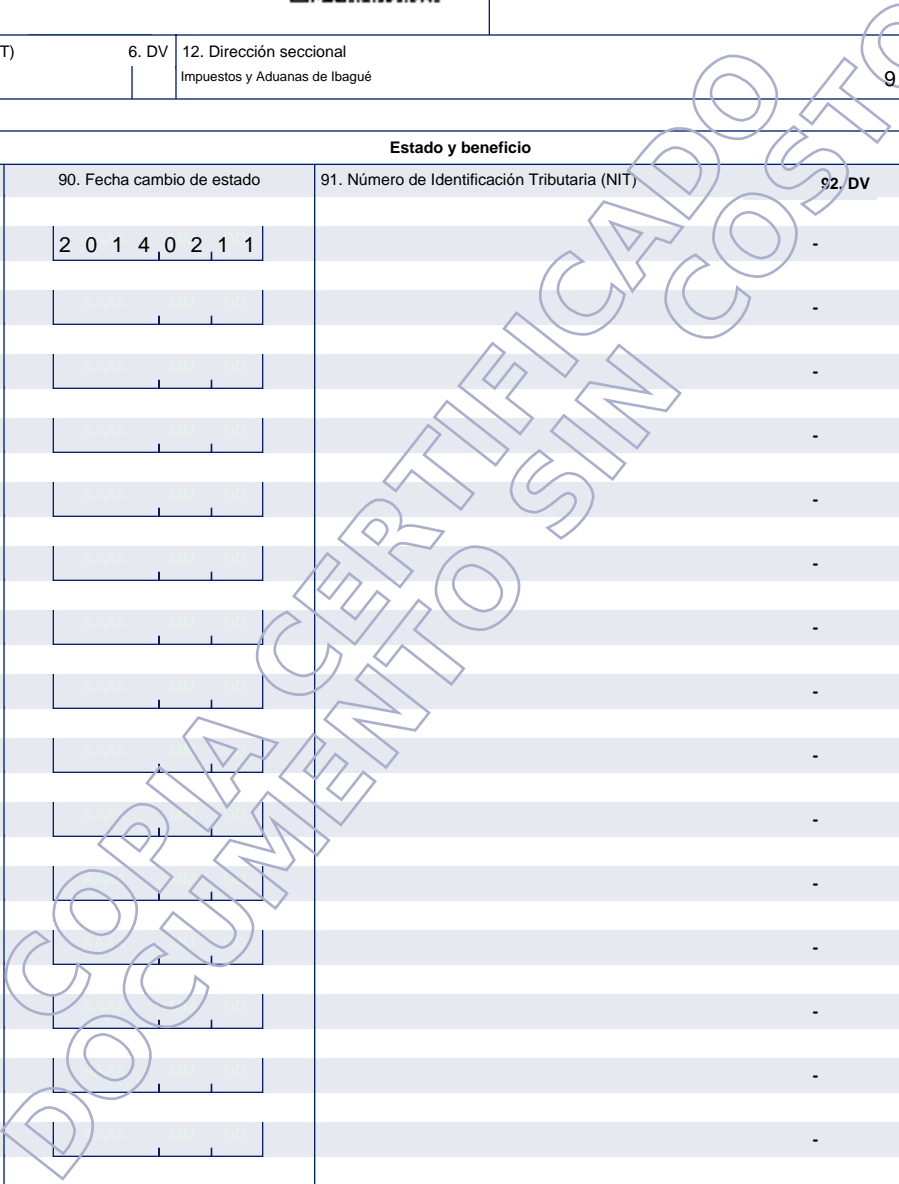 T) 6. DV 12. Dirección seccional
Impuestos y Aduanas de Ibagué 9
Estado y beneficio
90. Fecha cambio de estado 91. Número de Identificación Tributaria (NIT) 92. DV
2 0 1 4 0 2 1 1 -
AAAA MM DD -
AAAA MM DD -
AAAA MM DD -
AAAA MM DD -
AAAA MM DD -
AAAA MM DD -
AAAA MM DD -
AAAA MM DD -
AAAA MM DD -
AAAA MM DD -
AAAA MM DD -
AAAA MM DD -
AAAA MM DD -
AAAA MM DD -
COPIA CERTIFICADO
DOCUMENTO SIN COSTO